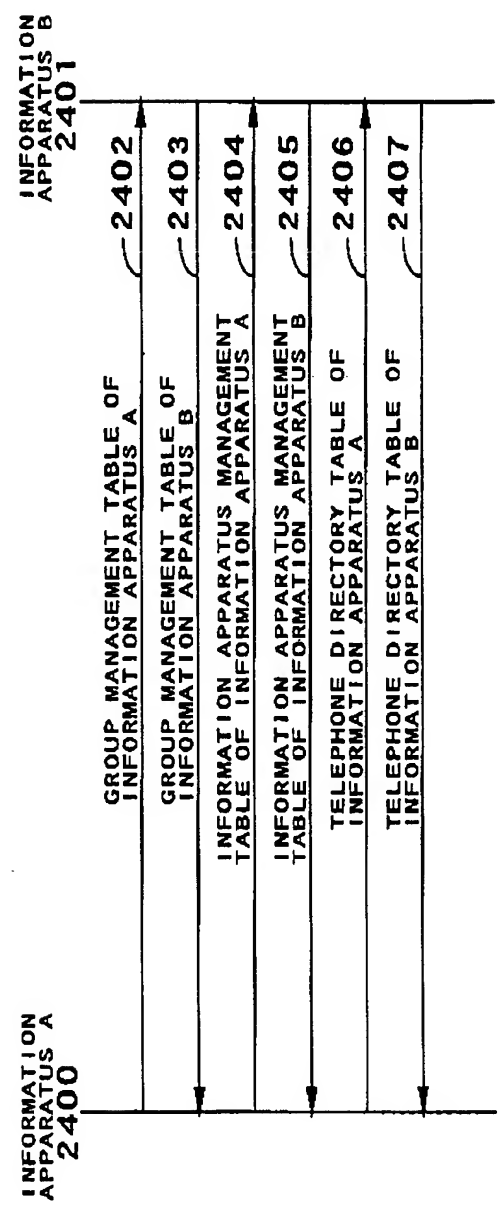 INFORMATION
APPARATUS A
2400
INFORMATION
APPARATUS B
2401
GROUP MANAGEMENT TABLE OF
INFORMATION APPARATUS A
2402
GROUP MANAGEMENT TABLE OF
INFORMATION APPARATUS B
2403
INFORMATION APPARATUS MANAGEMENT
TABLE OF INFORMATION APPARATUS A
2404
INFORMATION APPARATUS MANAGEMENT
TABLE OF INFORMATION APPARATUS B
2405
TELEPHONE DIRECTORY TABLE OF
INFORMATION APPARATUS A
2406
TELEPHONE DIRECTORY TABLE OF
INFORMATION APPARATUS B
2407